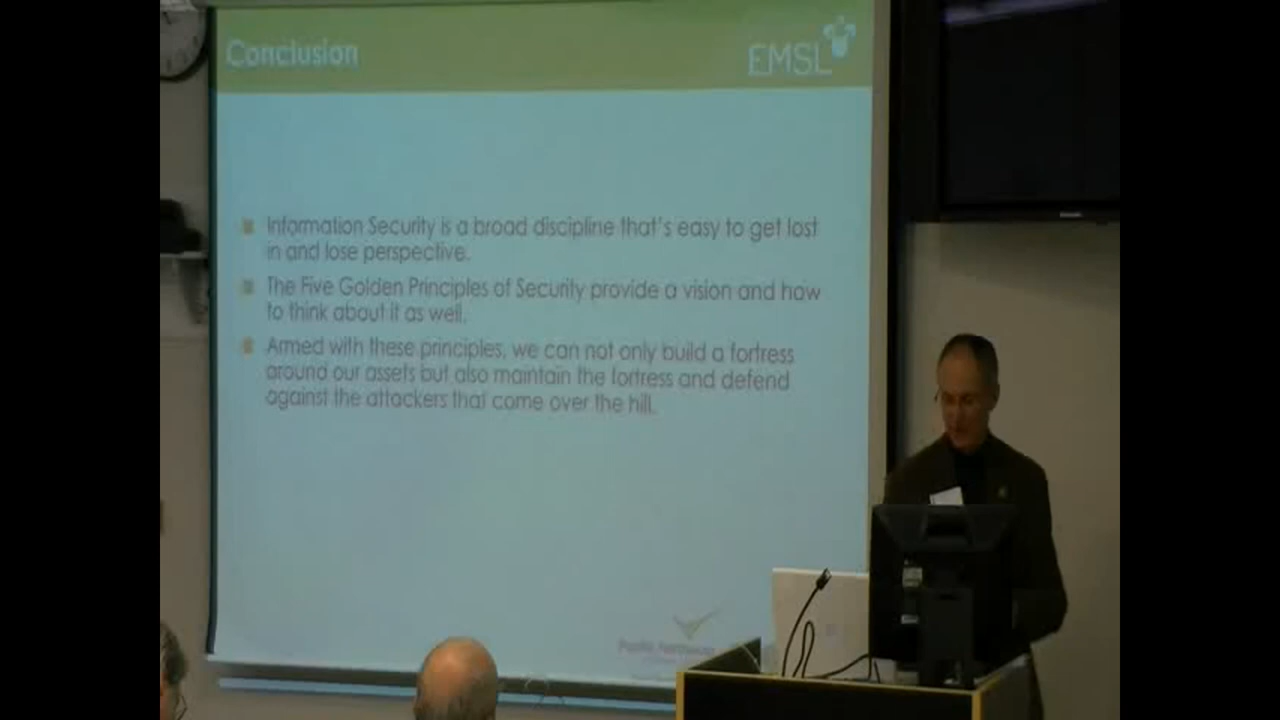 Conclusion
EMSL
Information Security is a broad discipline that's easy to get lost
in and lose perspective.
The Five Golden Principles of Security provide a vision and how
to think about it as well.
Armed with these principles, we can not only build a fortress
around our assets but also maintain the fortress and defend
against the attackers that come over the hill.
Pacific Northwest